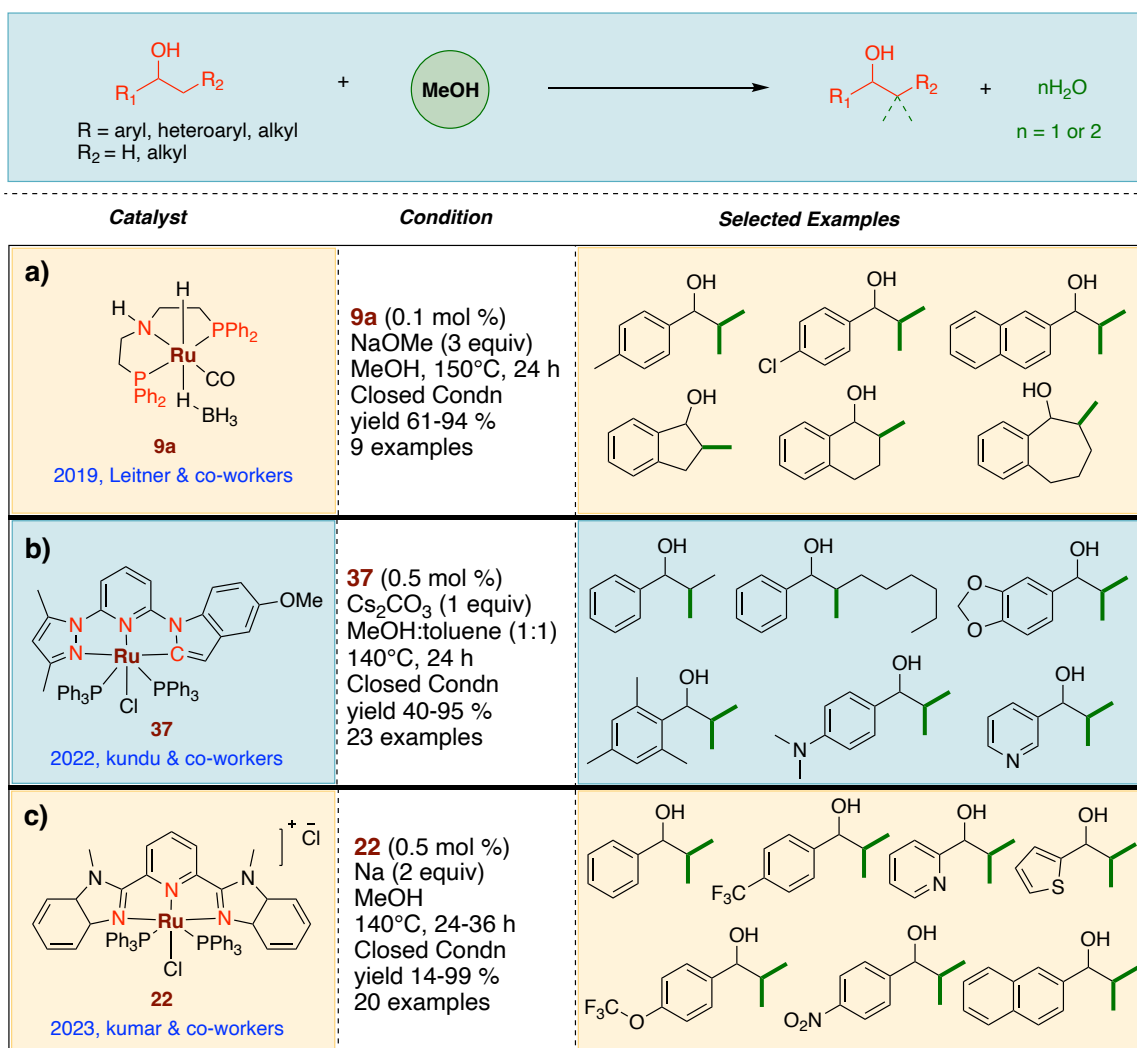 OH
R1
R2
+
MeOH
OH
R1
R2
+
nH2O
R = aryl, heteroaryl, alkyl
R2 = H, alkyl
n = 1 or 2
Catalyst
Condition
Selected Examples
a)
H
H
N
PPh2
Ru
P
Ph2
CO
H
BH3
9a
2019, Leitner & co-workers
9a (0.1 mol %)
NaOMe (3 equiv)
MeOH, 150°C, 24 h
Closed Condn
yield 61-94 %
9 examples
OH
OH
Cl
OH
OH
OH
HO
b)
OMe
N
N
N
N
Ru
C
Ph3P
PPh3
Cl
37
2022, kundu & co-workers
37 (0.5 mol %)
Cs2CO3 (1 equiv)
MeOH:toluene (1:1)
140°C, 24 h
Closed Condn
yield 40-95 %
23 examples
OH
OH
OH
O
O
OH
OH
N
OH
N
c)
+ −
Cl
N
N
N
N
N
Ru
Ph3P
PPh3
Cl
22
2023, kumar & co-workers
22 (0.5 mol %)
Na (2 equiv)
MeOH
140°C, 24-36 h
Closed Condn
yield 14-99 %
20 examples
OH
OH
F3C
OH
N
OH
S
OH
F3C
O
OH
O2N
OH